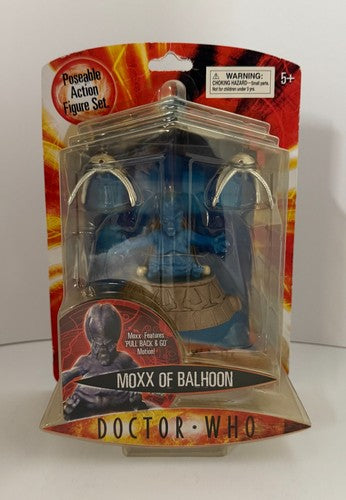 Poseable
Action
Figure Set
WARNING:
CHOKING HAZARD—Small parts.
Not for children under 3 yrs.
5+
Moxx Features
'PULL BACK & GO'
Motion!
MOXX OF BALHOON
DOCTOR·WHO